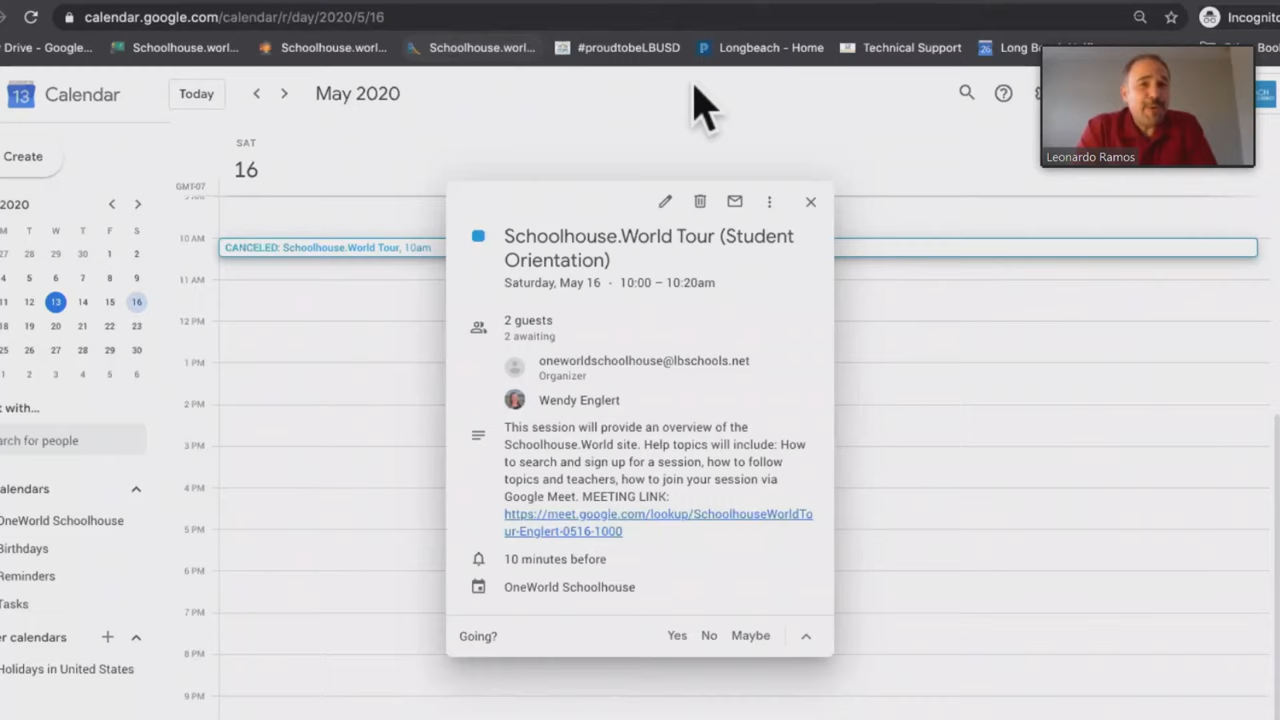 calendar.google.com/calendar/r/day/2020/5/16
Incognito
Drive - Google...
Schoolhouse.worl...
Schoolhouse.worl...
Schoolhouse.worl...
#proudtobeLBUSD
Longbeach - Home
Technical Support
Long
13
Calendar
Today
May 2020
Leonardo Ramos
Create
SAT
16
GMT-07
2020
M T W T F S
27 28 29 30 1 2
4 5 6 7 8 9
11 12 13 14 15 16
18 19 20 21 22 23
25 26 27 28 29 30
1 2 3 4 5 6
10 AM
11 AM
12 PM
1 PM
2 PM
3 PM
4 PM
5 PM
6 PM
7 PM
8 PM
9 PM
CANCELED: Schoolhouse.World Tour, 10am
Schoolhouse.World Tour (Student
Orientation)
Saturday, May 16 · 10:00 – 10:20am
2 guests
2 awaiting
oneworldschoolhouse@lbschools.net
Organizer
Wendy Englert
This session will provide an overview of the
Schoolhouse.World site. Help topics will include: How
to search and sign up for a session, how to follow
topics and teachers, how to join your session via
Google Meet. MEETING LINK:
https://meet.google.com/lookup/SchoolhouseWorldTo
ur-Englert-0516-1000
10 minutes before
OneWorld Schoolhouse
Going?
Yes No Maybe
t with...
arch for people
alendars
OneWorld Schoolhouse
Birthdays
Reminders
Tasks
er calendars
Holidays in United States